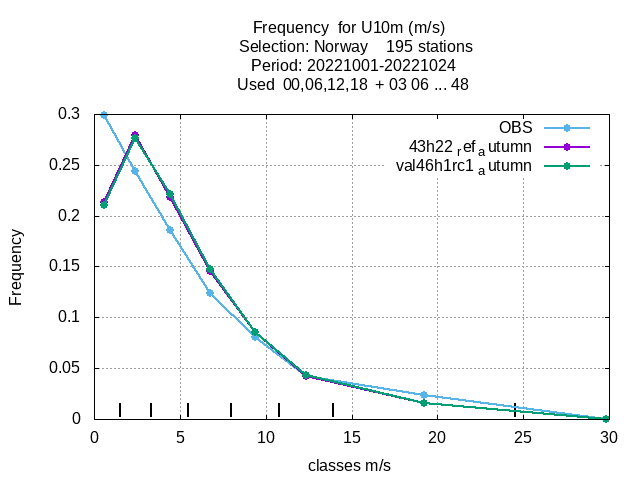 Frequency  for U10m (m/s)
Selection: Norway    195 stations
Period: 20221001-20221024
Used  00,06,12,18  + 03 06 ... 48
0.3
0.25
0.2
0.15
0.1
0.05
0
Frequency
OBS
43h22 ref a utumn
val46h1rc1 a utumn
0 5 10 15 20 25 30
classes m/s